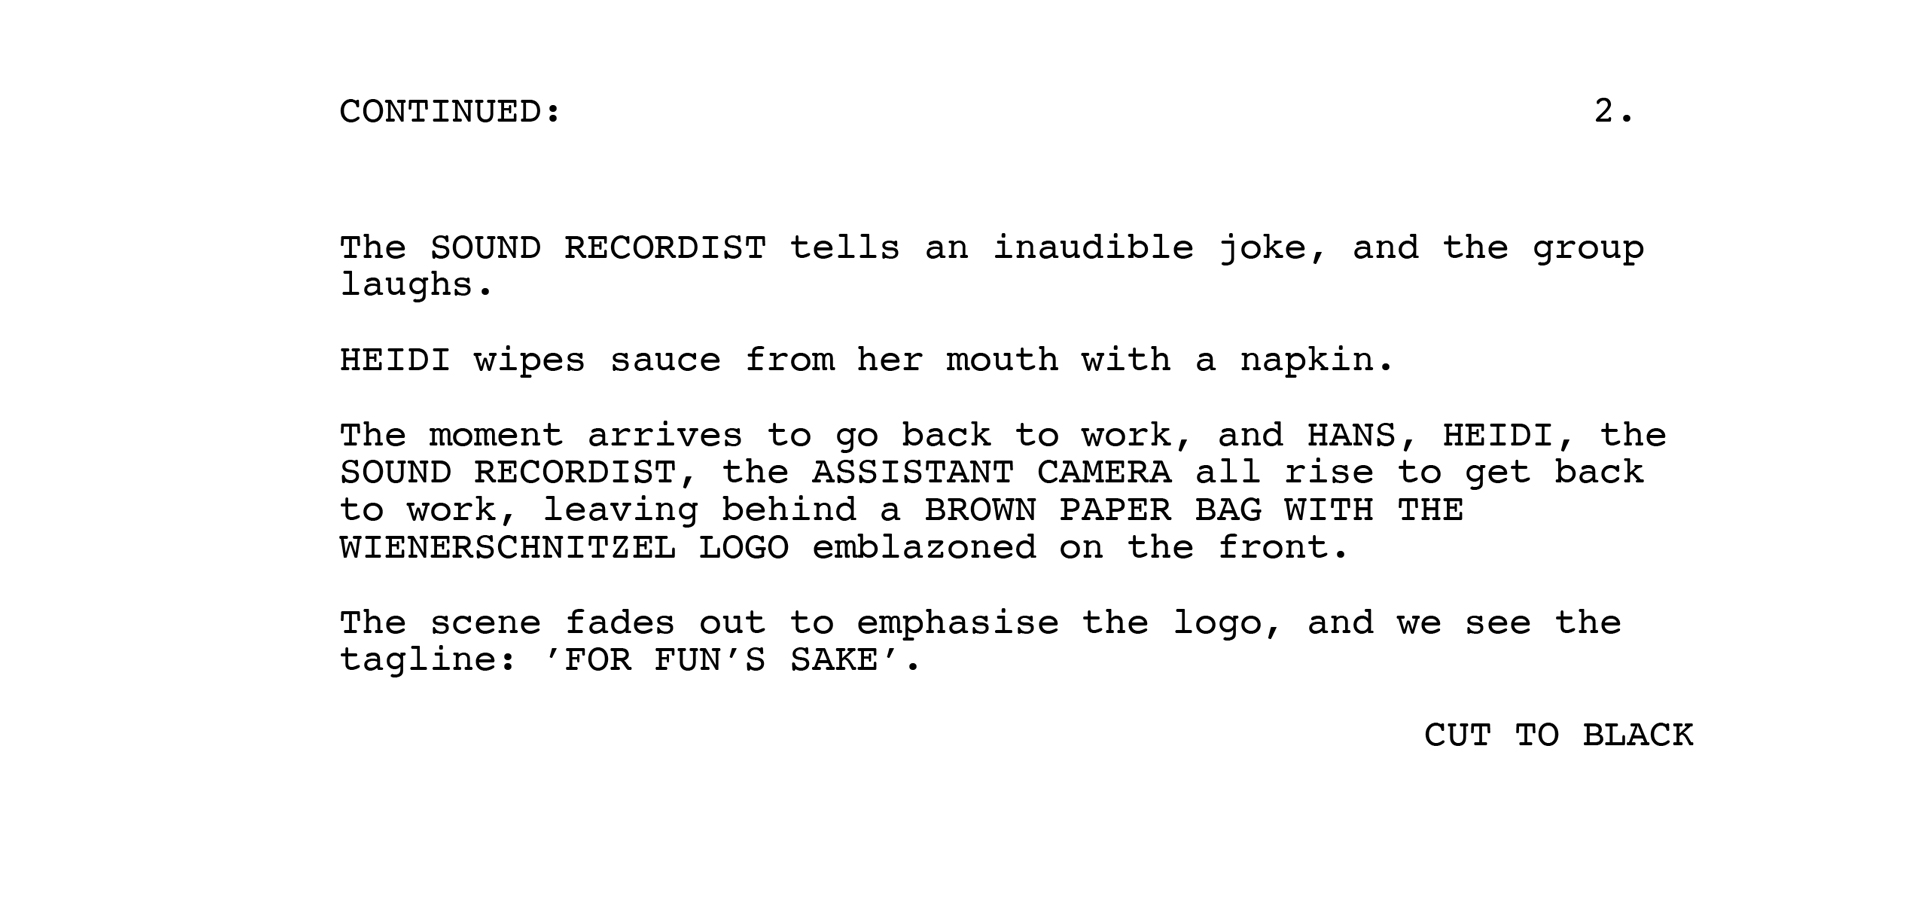 CONTINUED: 2.
The SOUND RECORDIST tells an inaudible joke, and the group
laughs.
HEIDI wipes sauce from her mouth with a napkin.
The moment arrives to go back to work, and HANS, HEIDI, the
SOUND RECORDIST, the ASSISTANT CAMERA all rise to get back
to work, leaving behind a BROWN PAPER BAG WITH THE
WIENERSCHNITZEL LOGO emblazoned on the front.
The scene fades out to emphasise the logo, and we see the
tagline: ’FOR FUN’S SAKE’.
CUT TO BLACK